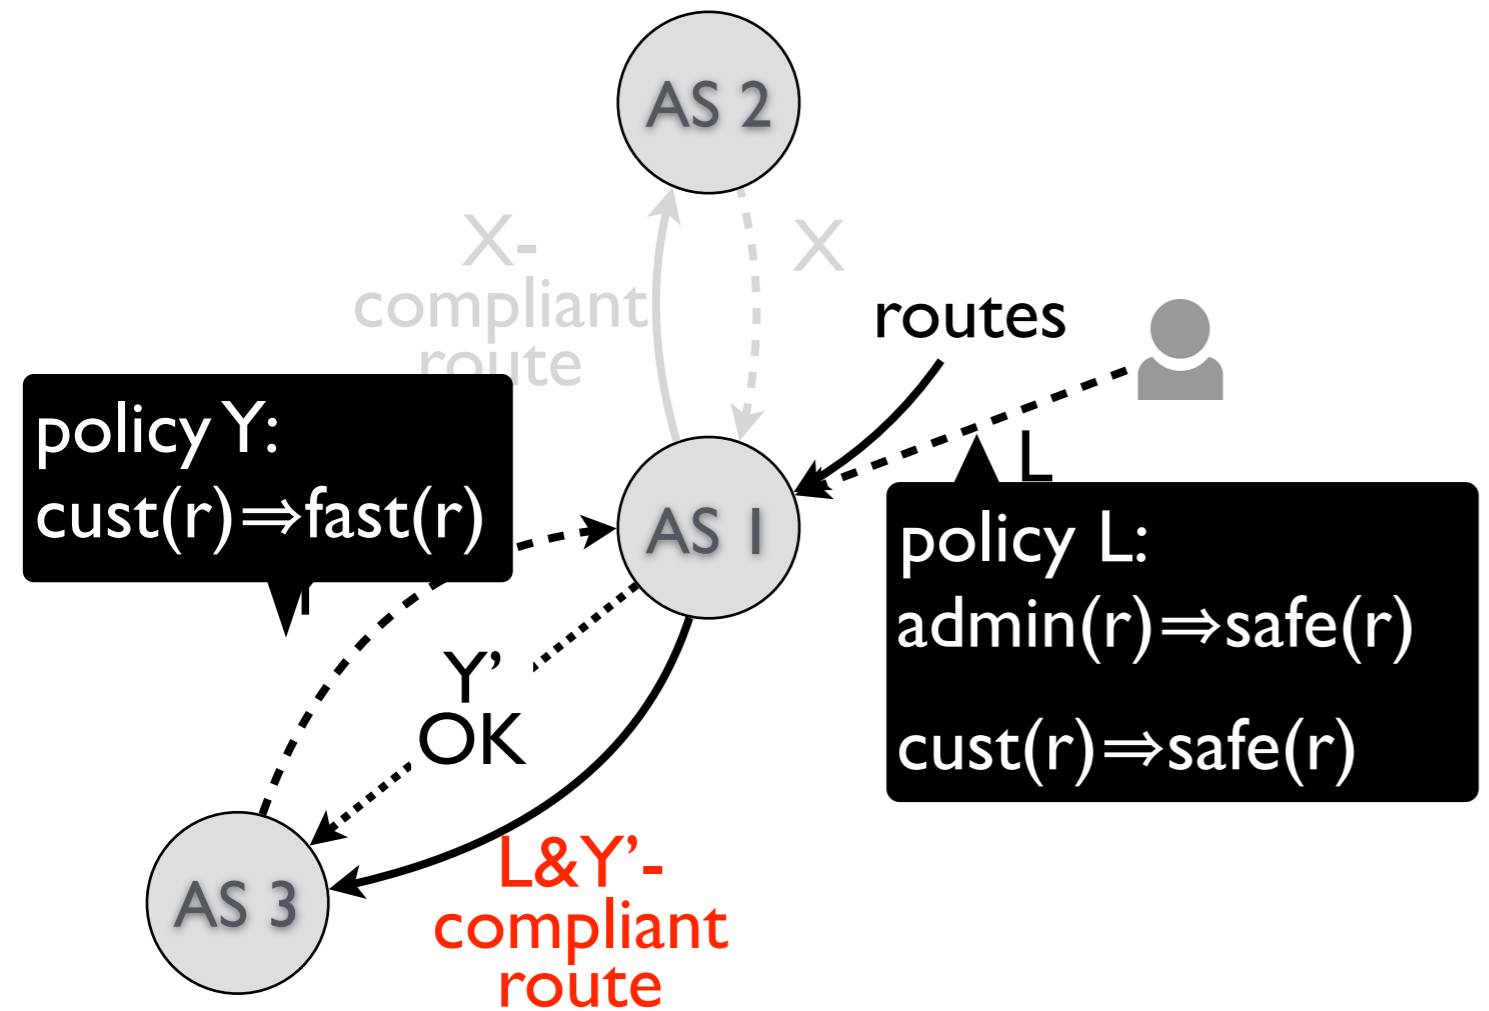 AS 2
X-
compliant
route
X
routes
policy Y:
cust(r)⇒fast(r)
L
AS 1
policy L:
admin(r)⇒safe(r)
cust(r)⇒safe(r)
Y’
OK
AS 3
L&Y’-
compliant
route